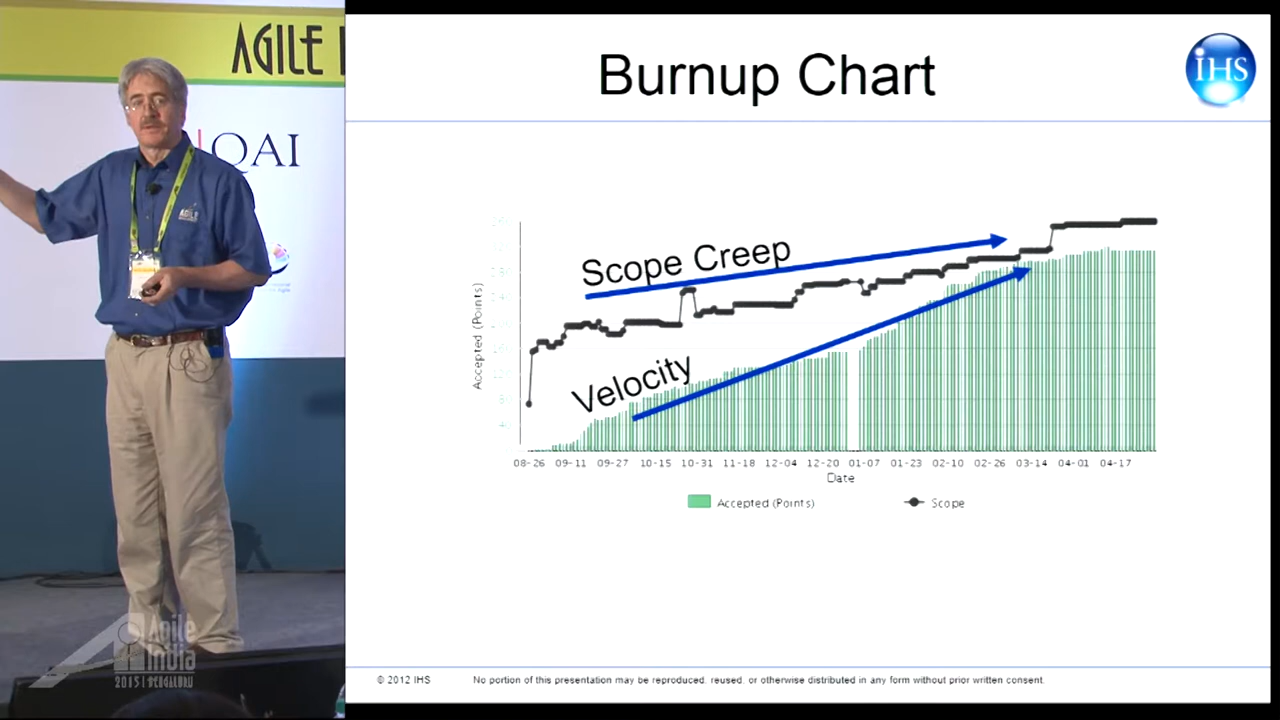 AGILE I
QAI
AGILE
Agile
India
2015 | BENGALURU
Burnup Chart
IHS
Scope Creep
Velocity
Accepted (Points)
08-26 09-11 09-27 10-15 10-31 11-18 12-04 12-20 01-07 01-23 02-10 02-26 03-14 04-01 04-17
Date
Accepted (Points) Scope
© 2012 IHS No portion of this presentation may be reproduced, reused, or otherwise distributed in any form without prior written consent.